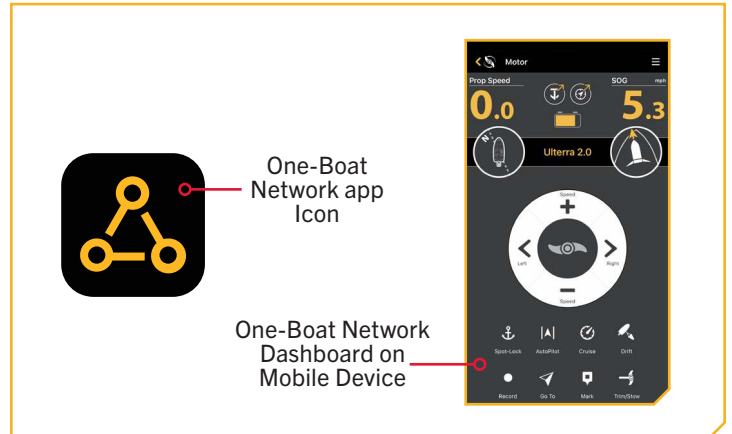 One-Boat
Network app
Icon
One-Boat Network
Dashboard on
Mobile Device
Motor
Prop Speed
SOG mph
0.0
5.3
N
Ulterra 2.0
Speed
Left
Right
Speed
Spot-Lock AutoPilot Cruise Drift
Record Go To Mark Trim/Stow